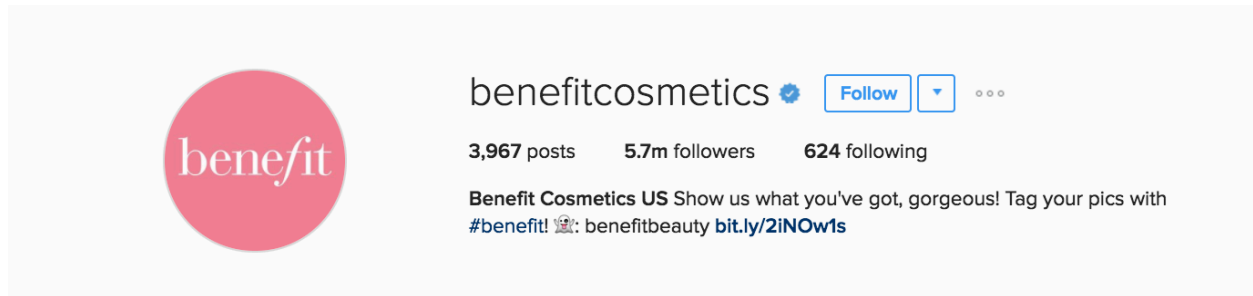 benefit
benefitcosmetics Follow
3,967 posts 5.7m followers 624 following
Benefit Cosmetics US Show us what you've got, gorgeous! Tag your pics with
#benefit! 👻: benefitbeauty bit.ly/2iNOw1s